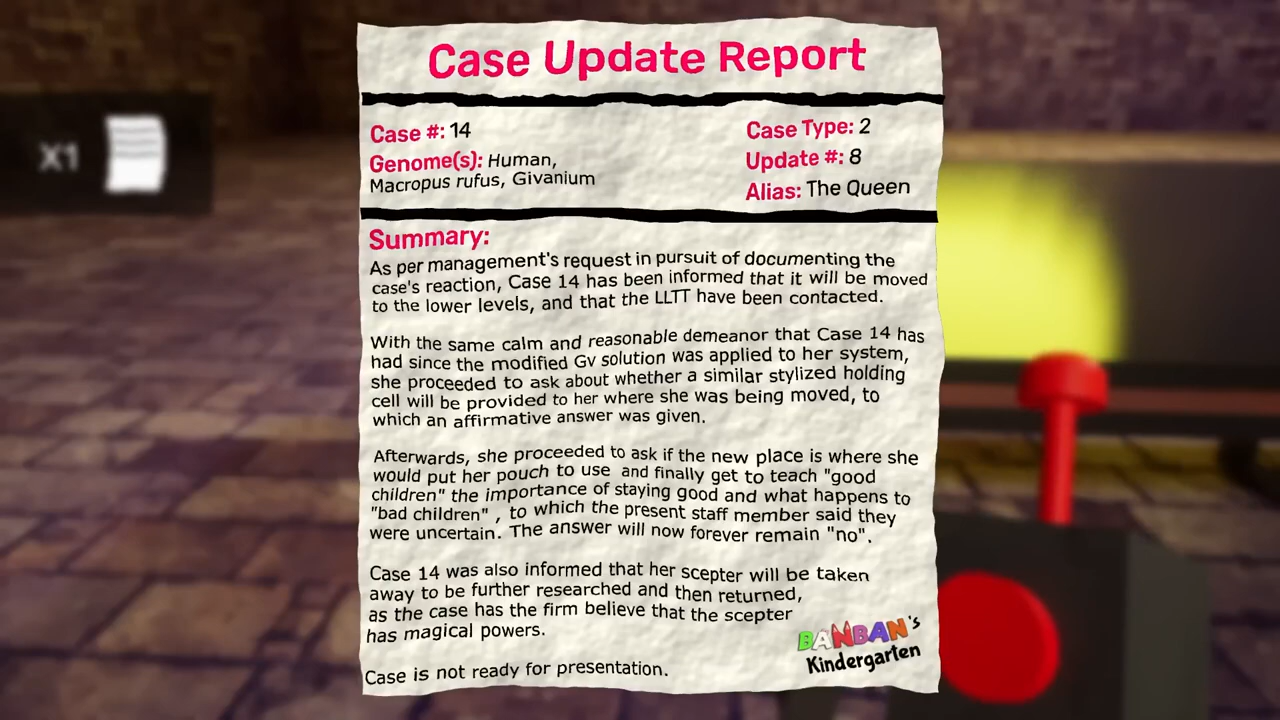 Case Update Report
Case #: 14
Genome(s): Human,
Macropus rufus, Givanium
Case Type: 2
Update #: 8
Alias: The Queen
X1
Summary:
As per management's request in pursuit of documenting the
case's reaction, Case 14 has been informed that it will be moved
to the lower levels, and that the LLTT have been contacted.
With the same calm and reasonable demeanor that Case 14 has
had since the modified Gv solution was applied to her system,
she proceeded to ask about whether a similar stylized holding
cell will be provided to her where she was being moved, to
which an affirmative answer was given.
Afterwards, she proceeded to ask if the new place is where she
would put her pouch to use and finally get to teach "good
children" the importance of staying good and what happens to
"bad children" , to which the present staff member said they
were uncertain. The answer will now forever remain "no".
Case 14 was also informed that her scepter will be taken
away to be further researched and then returned,
as the case has the firm believe that the scepter
has magical powers.
Case is not ready for presentation.
BANBAN's
Kindergarten